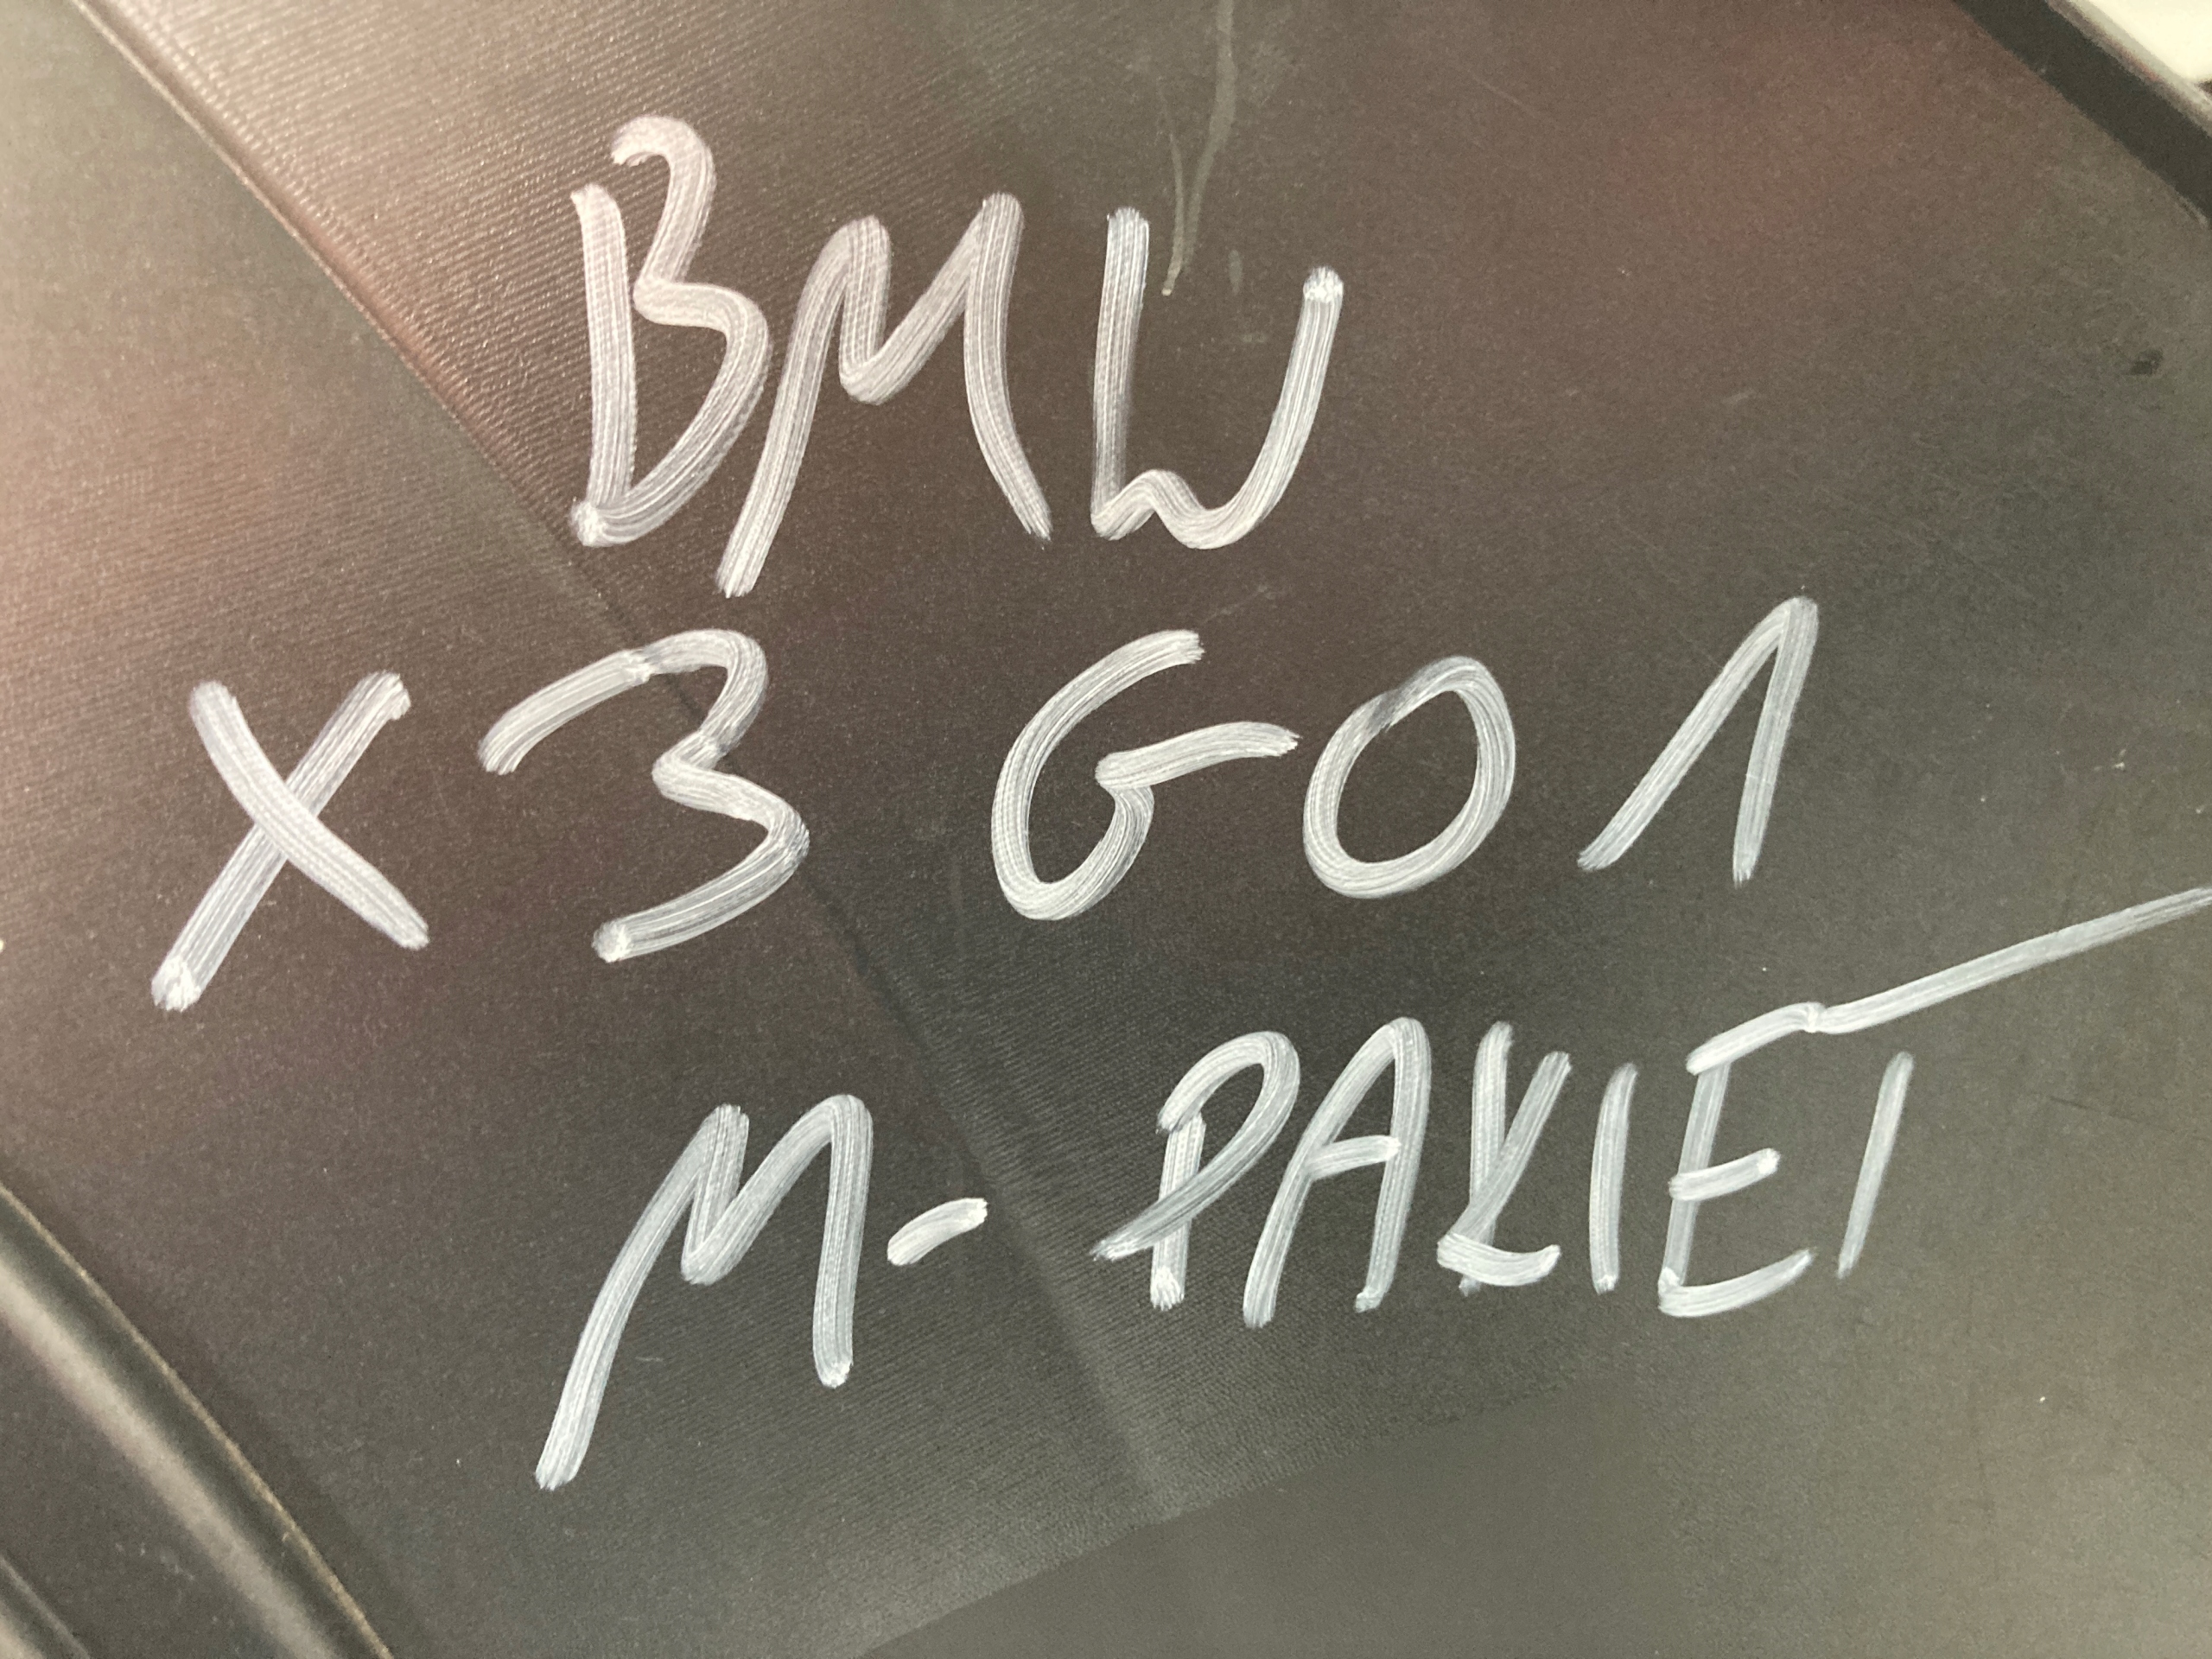 BMW
X3 G01
M-PAKIET